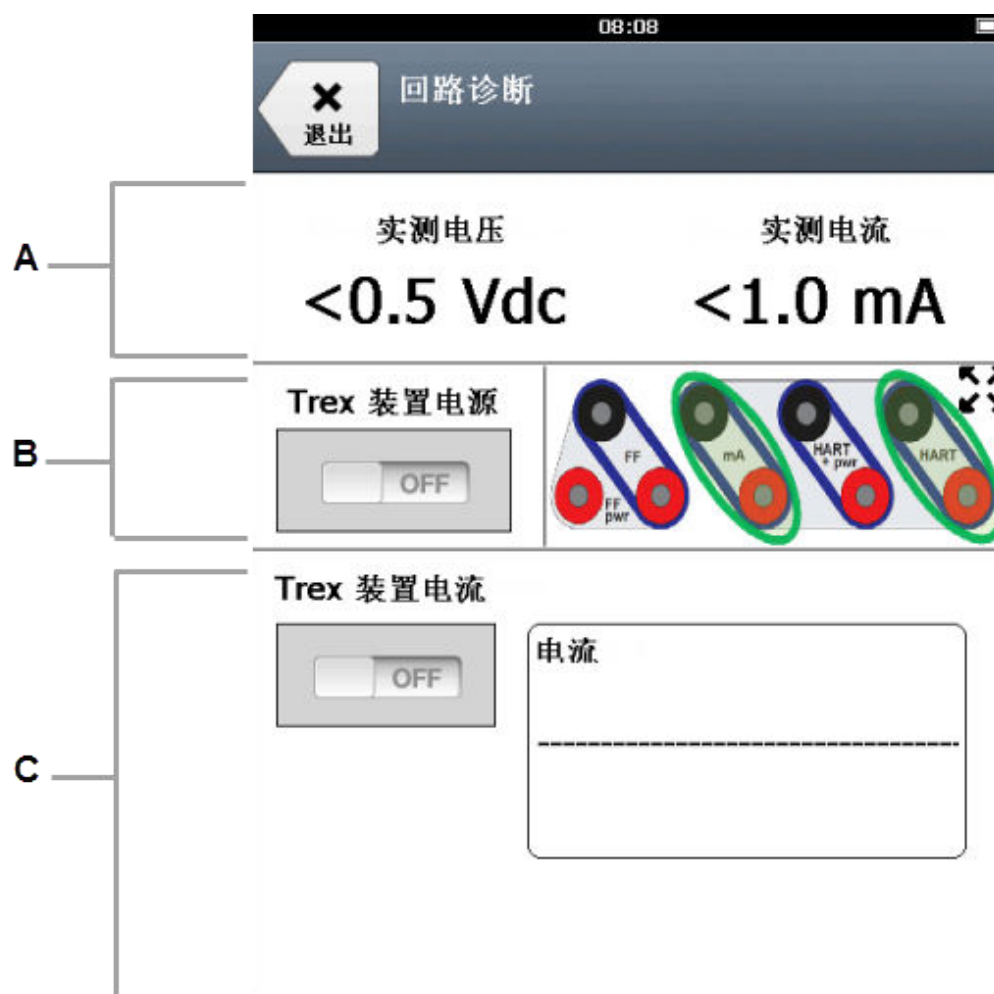 08:08
回路诊断
退出
A
实测电压
实测电流
<0.5 Vdc
<1.0 mA
B
Trex 装置电源
OFF
FF
FF pwr
mA
HART + pwr
HART
C
Trex 装置电流
OFF
电流